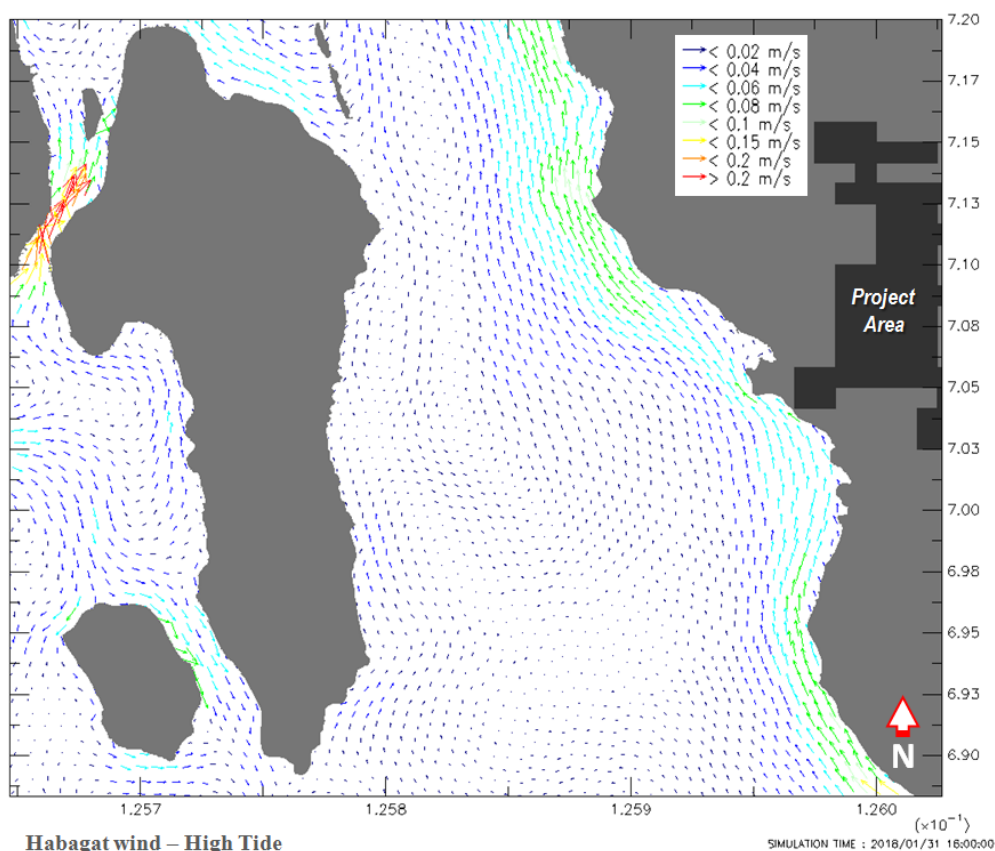 < 0.02 m/s
< 0.04 m/s
< 0.06 m/s
< 0.08 m/s
< 0.1 m/s
< 0.15 m/s
< 0.2 m/s
> 0.2 m/s
Project
Area
N
7.20
7.17
7.15
7.13
7.10
7.08
7.05
7.03
7.00
6.98
6.95
6.93
6.90
1.257 1.258 1.259 1.260
(×10⁻¹)
Habagat wind – High Tide
SIMULATION TIME : 2018/01/31 16:00:00